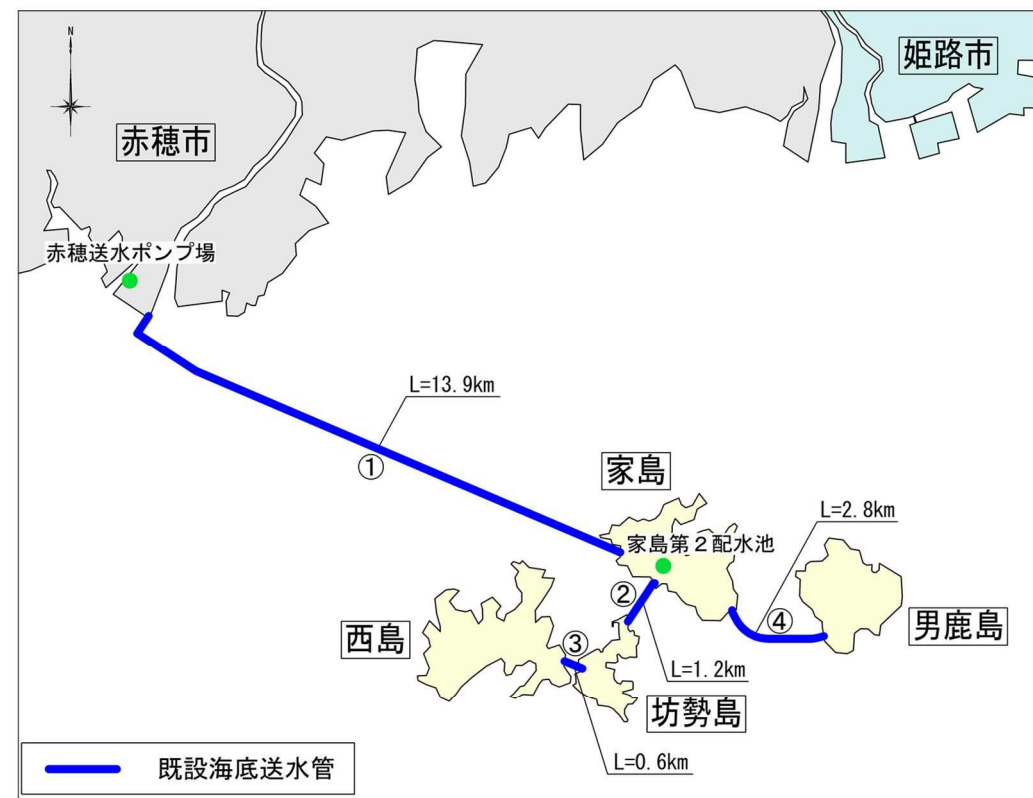 N
姫路市
赤穂市
赤穂送水ポンプ場
L=13.9km
①
家島
L=2.8km
家島第２配水池
②
④
西島
③
男鹿島
L=1.2km
坊勢島
L=0.6km
既設海底送水管